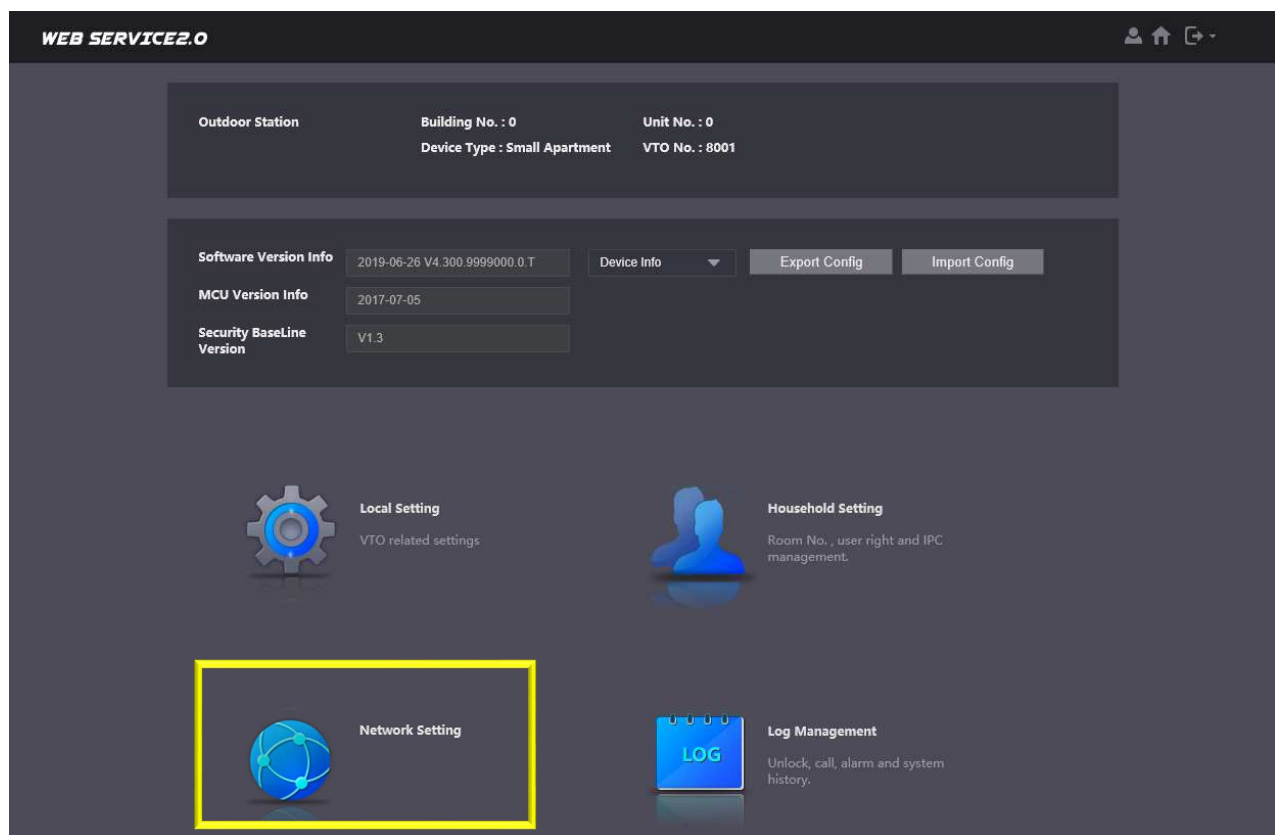 WEB SERVICE2.0
Outdoor Station
Building No. : 0
Unit No. : 0
Device Type : Small Apartment
VTO No. : 8001
Software Version Info
2019-06-26 V4.300.9999000.0.T
Device Info
Export Config
Import Config
MCU Version Info
2017-07-05
Security BaseLine
Version
V1.3
Local Setting
VTO related settings
Household Setting
Room No. , user right and IPC
management.
Network Setting
LOG
Log Management
Unlock, call, alarm and system
history.